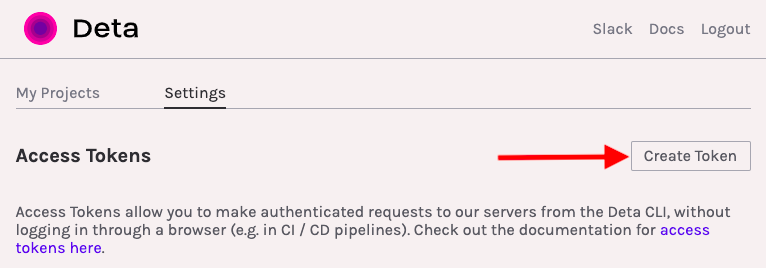 Deta
Slack Docs Logout
My Projects Settings
Access Tokens
Create Token
Access Tokens allow you to make authenticated requests to our servers from the Deta CLI, without
logging in through a browser (e.g. in CI / CD pipelines). Check out the documentation for access
tokens here.